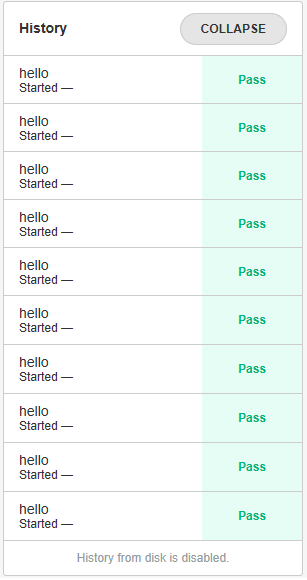 History
COLLAPSE
hello
Started —
Pass
hello
Started —
Pass
hello
Started —
Pass
hello
Started —
Pass
hello
Started —
Pass
hello
Started —
Pass
hello
Started —
Pass
hello
Started —
Pass
hello
Started —
Pass
hello
Started —
Pass
History from disk is disabled.